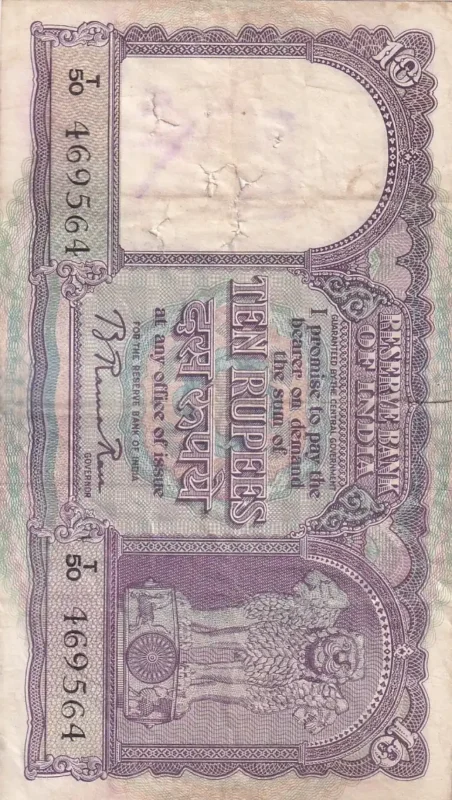 RESERVE BANK
OF INDIA
GUARANTEED BY THE CENTRAL GOVERNMENT
I promise to pay the
bearer on demand
the sum of
TEN RUPEES
दस रुपये
at any office of issue
FOR THE RESERVE BANK OF INDIA
B Rama Rau
GOVERNOR
T
50 469564
T
50 469564
10
10